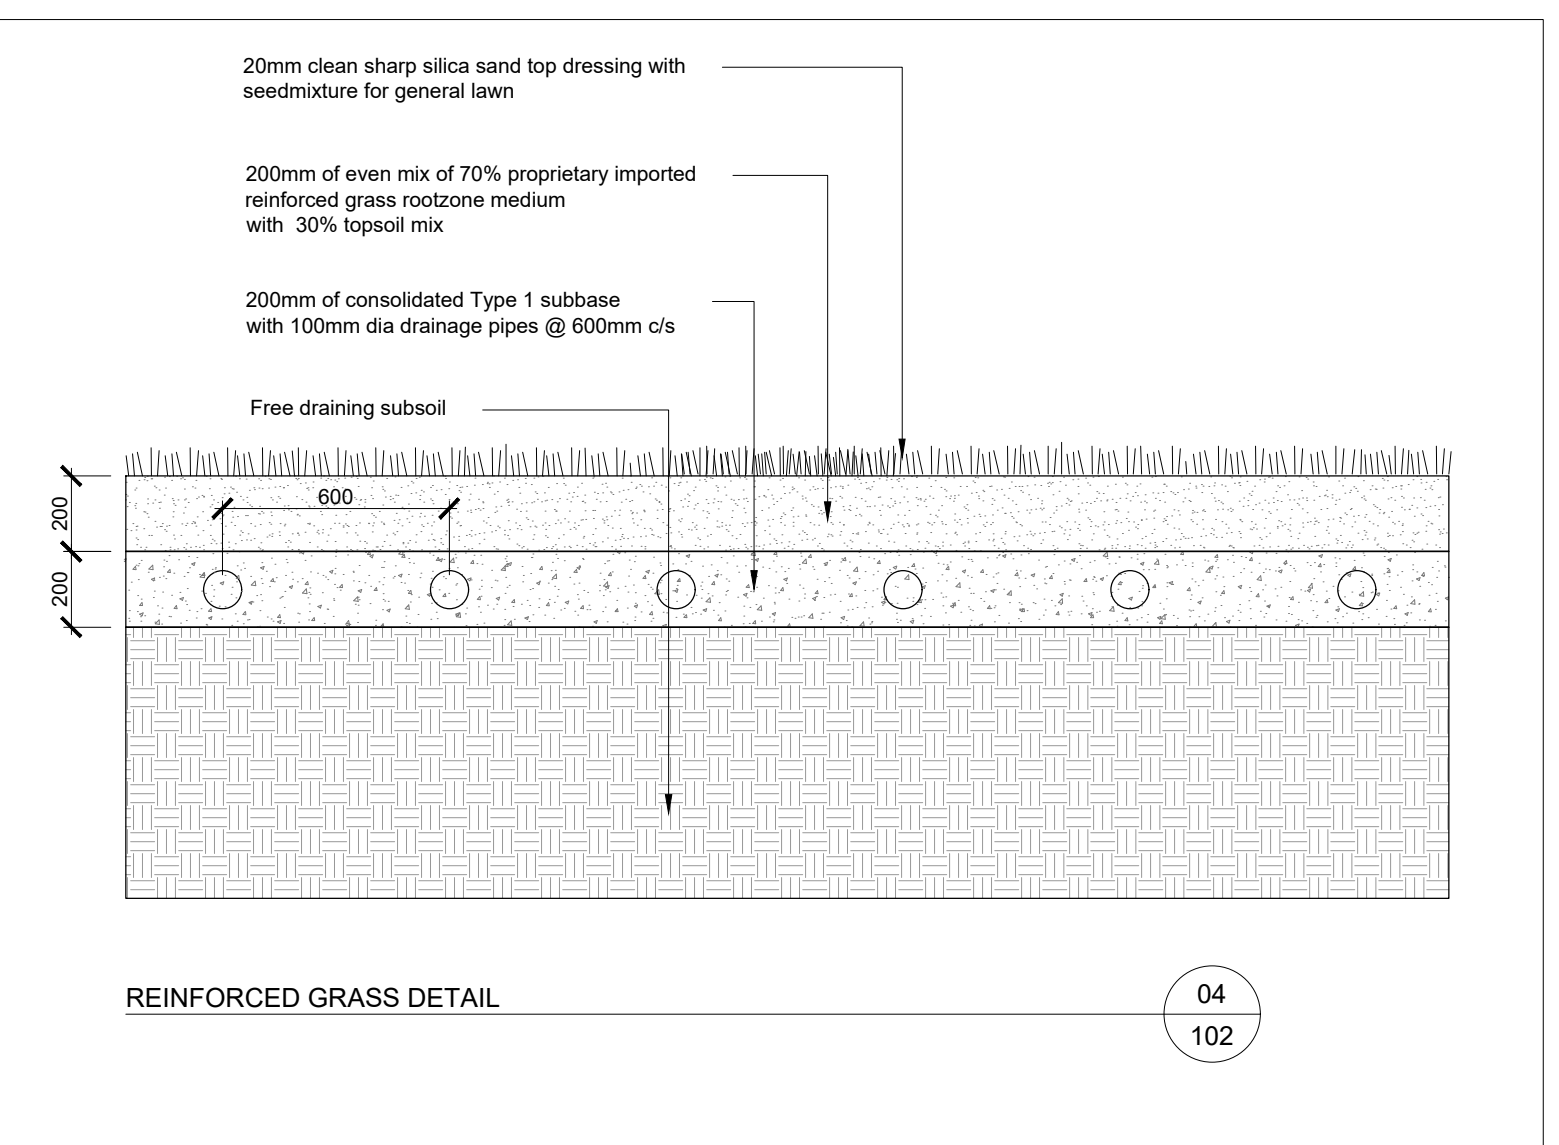 20mm clean sharp silica sand top dressing with
seedmixture for general lawn
200mm of even mix of 70% proprietary imported
reinforced grass rootzone medium
with  30% topsoil mix
200mm of consolidated Type 1 subbase
with 100mm dia drainage pipes @ 600mm c/s
Free draining subsoil
600
200
200
REINFORCED GRASS DETAIL
04
102